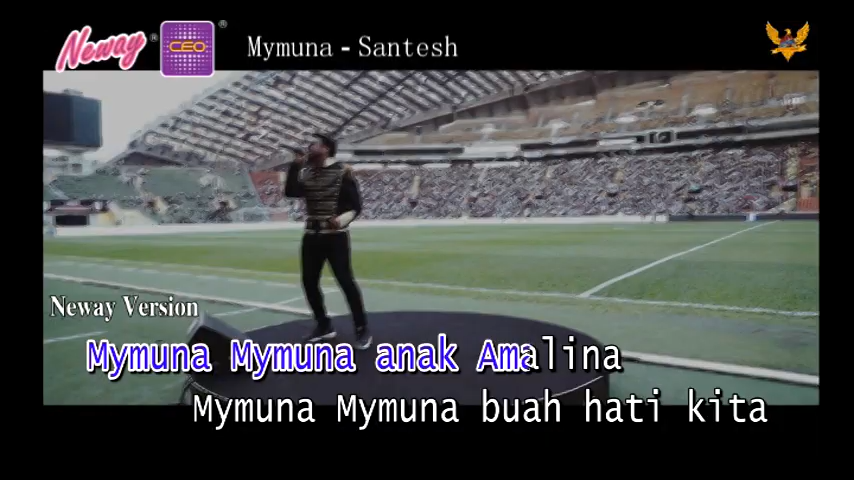 Neway® CEO® Mymuna - Santesh
Neway Version
Mymuna Mymuna anak Amalina
Mymuna Mymuna buah hati kita